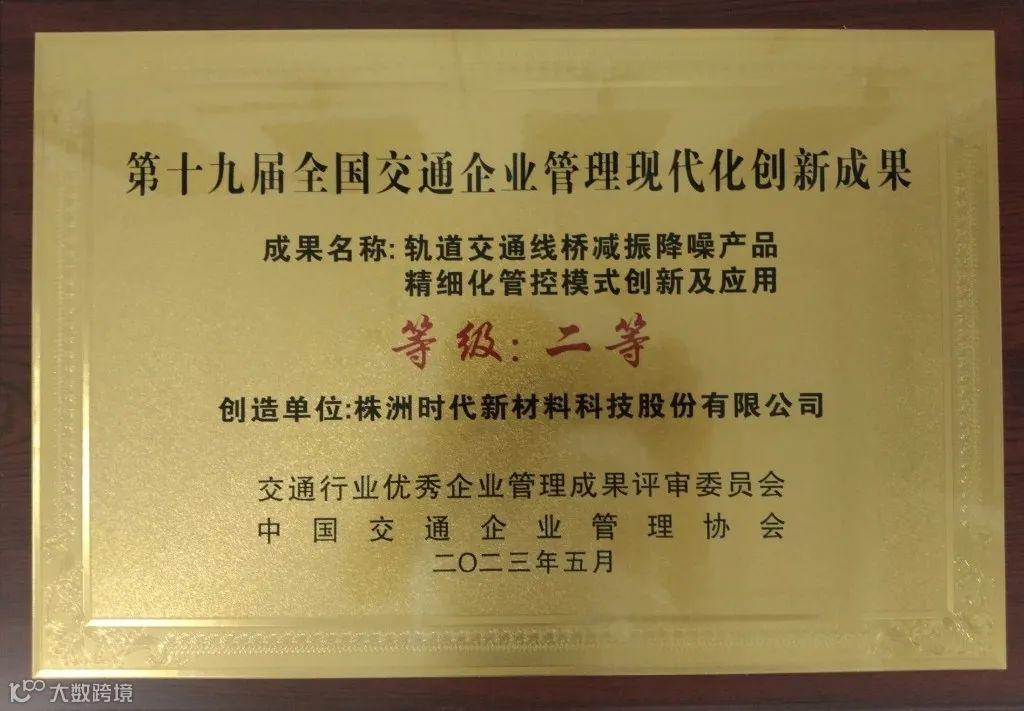 第十九届全国交通企业管理现代化创新成果
成果名称:轨道交通线桥减振降噪产品
精细化管控模式创新及应用
等级:二等
创造单位:株洲时代新材料科技股份有限公司
交通行业优秀企业管理成果评审委员会
中国交通企业管理协会
二〇二三年五月
大数跨境